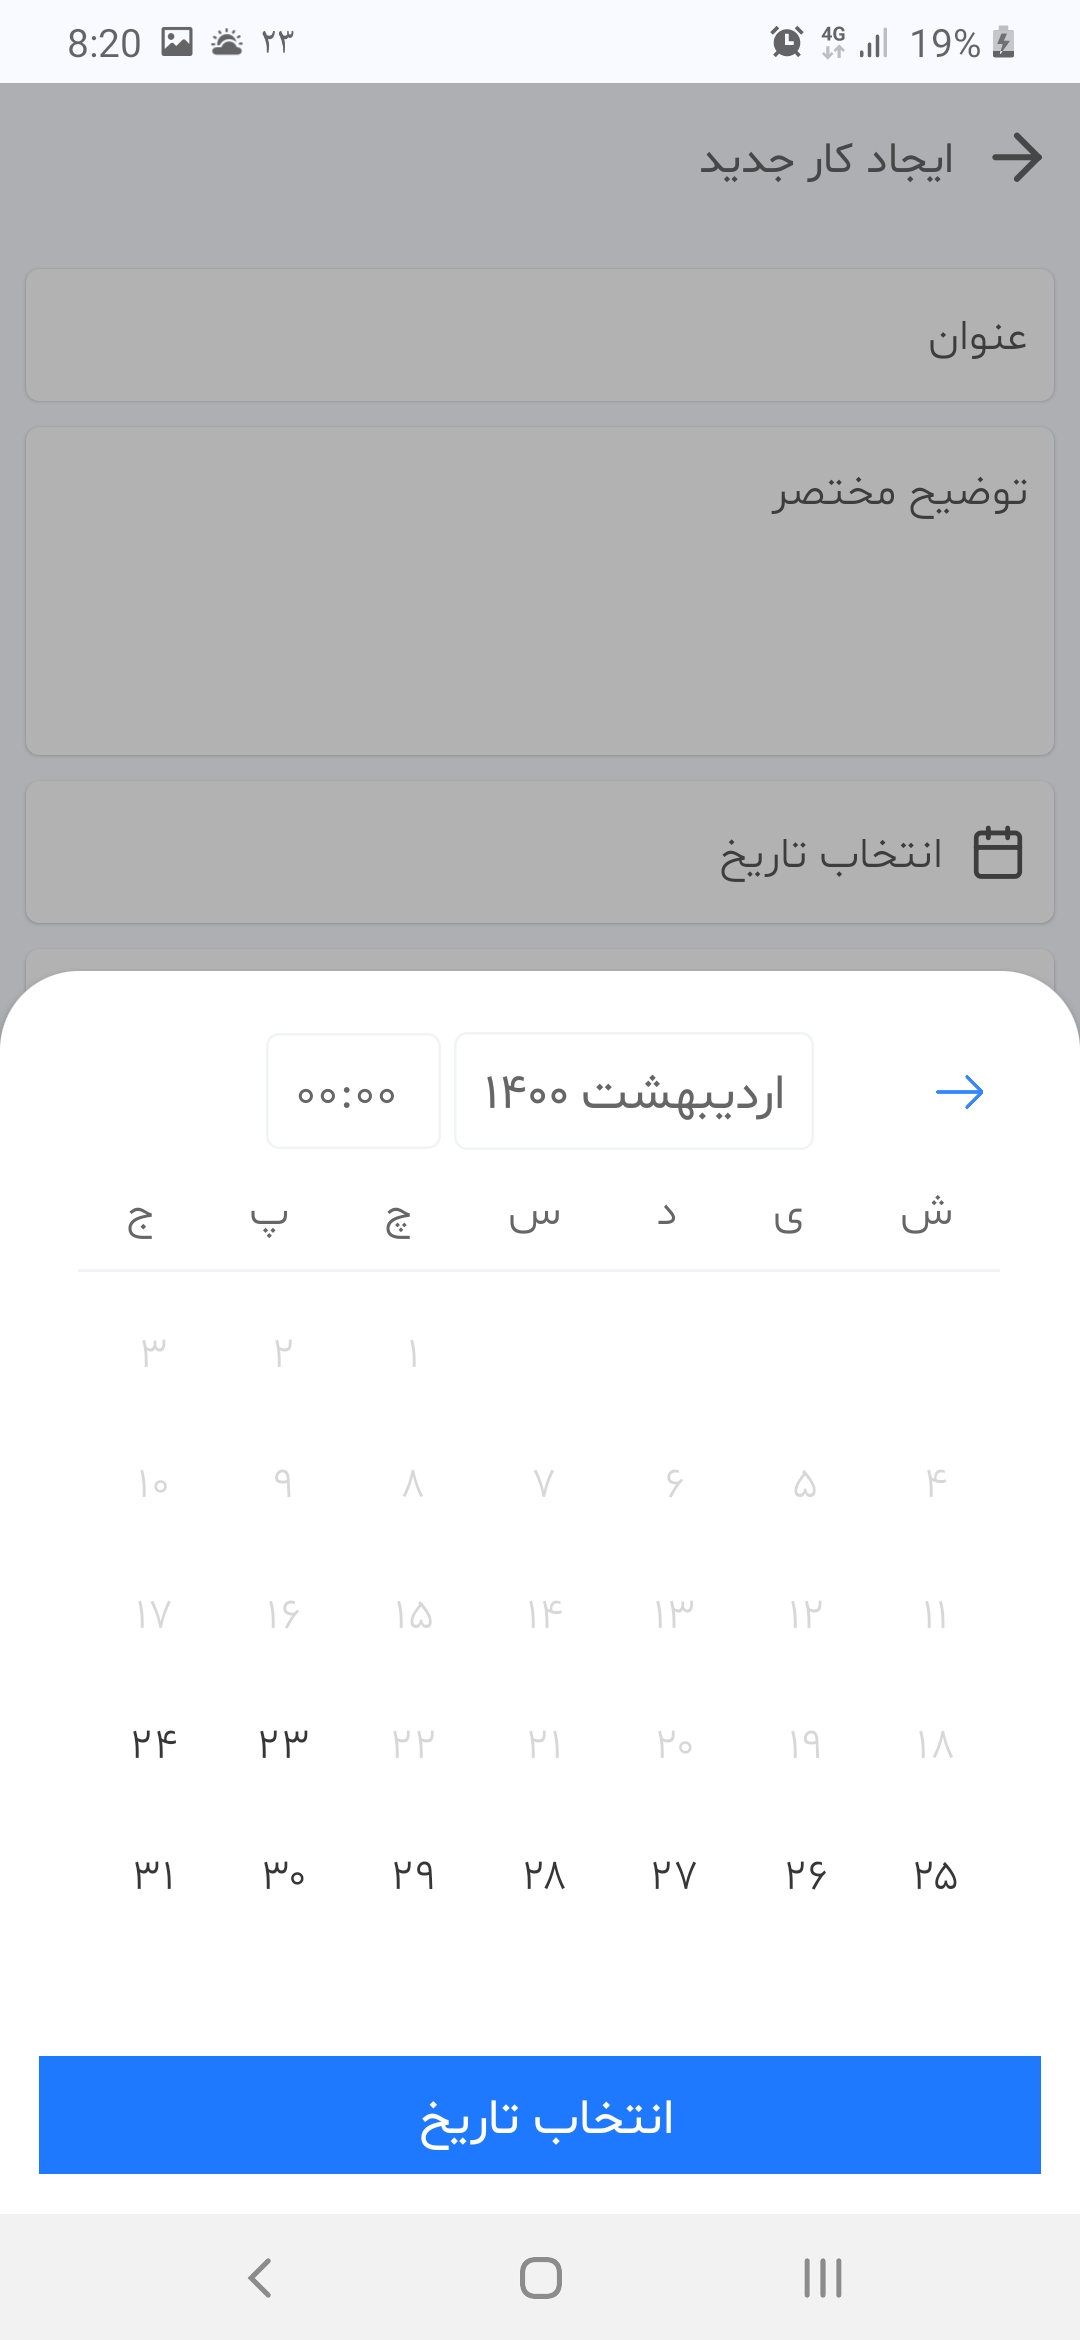 8:20 ۲۳ 4G 19%
ایجاد کار جدید
عنوان
توضیح مختصر
انتخاب تاریخ
اردیبهشت ۱۴۰۰ ۰۰:۰۰
ش ی د س چ پ ج
۱ ۲ ۳
۴ ۵ ۶ ۷ ۸ ۹ ۱۰
۱۱ ۱۲ ۱۳ ۱۴ ۱۵ ۱۶ ۱۷
۱۸ ۱۹ ۲۰ ۲۱ ۲۲ ۲۳ ۲۴
۲۵ ۲۶ ۲۷ ۲۸ ۲۹ ۳۰ ۳۱
انتخاب تاریخ